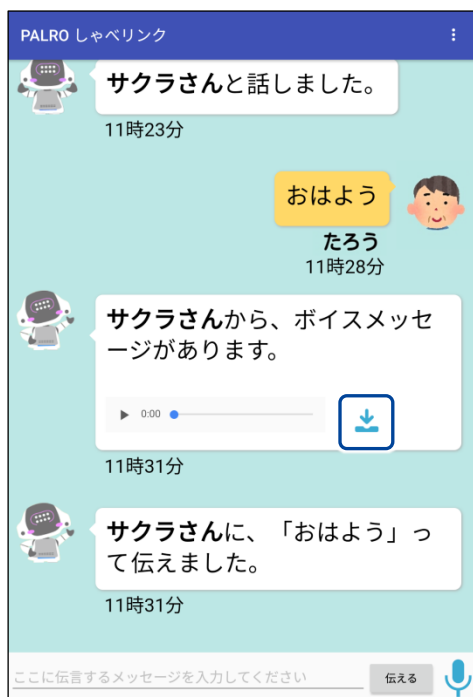 PALRO しゃべリンク
サクラさんと話しました。
11時23分
おはよう
たろう
11時28分
サクラさんから、ボイスメッセ
ージがあります。
0:00
11時31分
サクラさんに、「おはよう」っ
て伝えました。
11時31分
ここに伝言するメッセージを入力してください
伝える